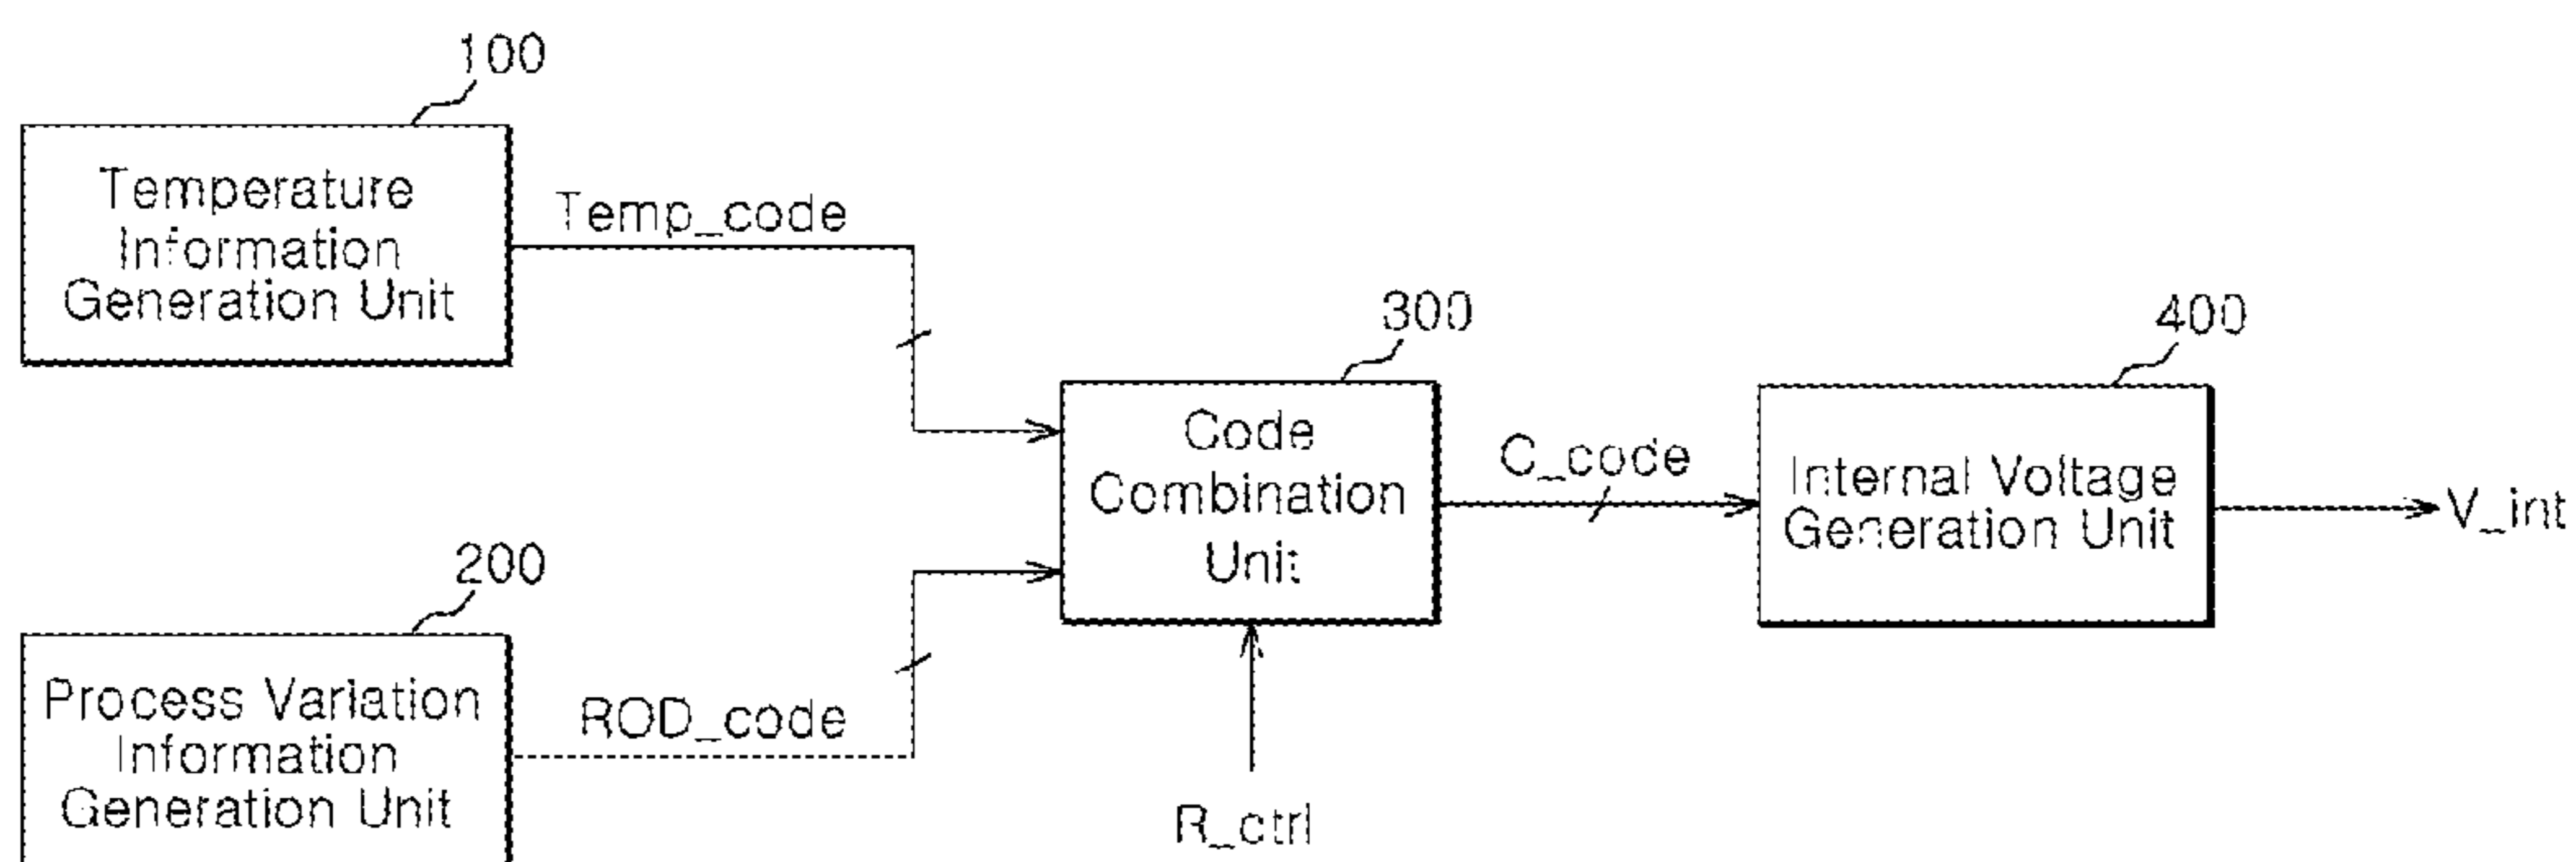 100
Temperature
Information
Generation Unit
Temp_code
300
Code
Combination
Unit
C_code
400
Internal Voltage
Generation Unit
V_int
200
Process Variation
Information
Generation Unit
ROD_code
R_ctrl